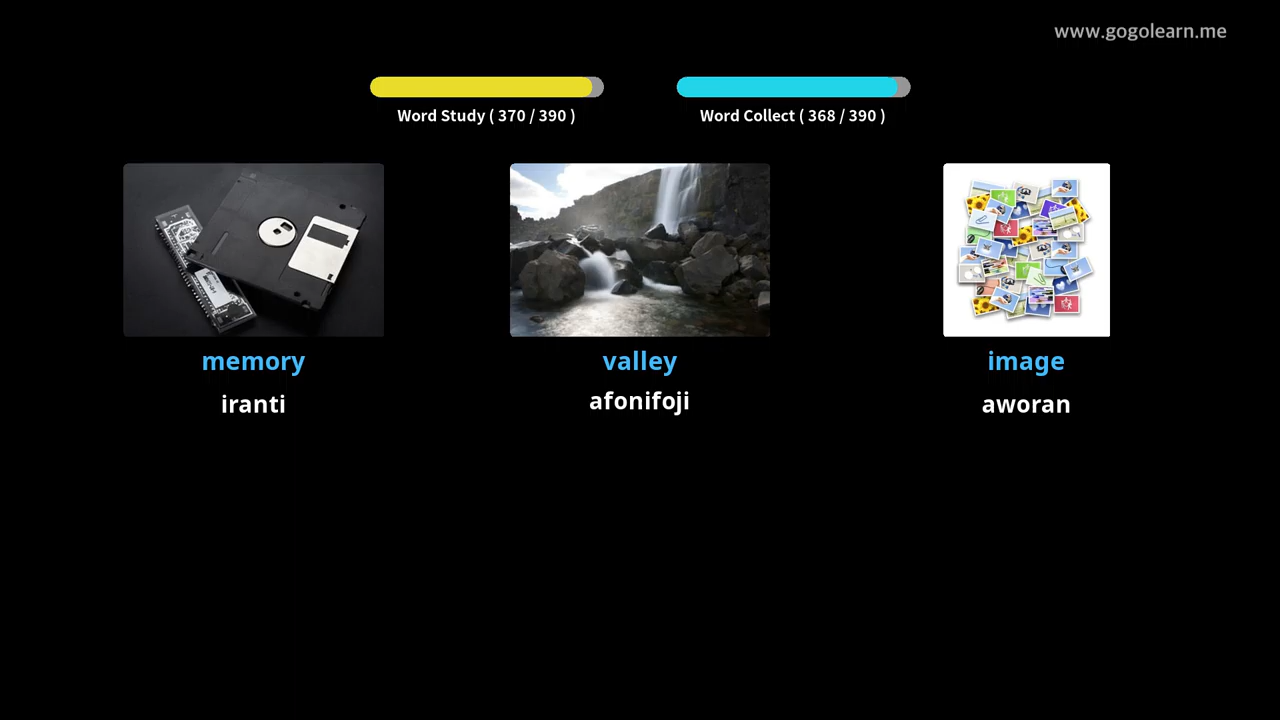 www.gogolearn.me
Word Study ( 370 / 390 )
Word Collect ( 368 / 390 )
memory
valley
image
iranti
afonifoji
aworan